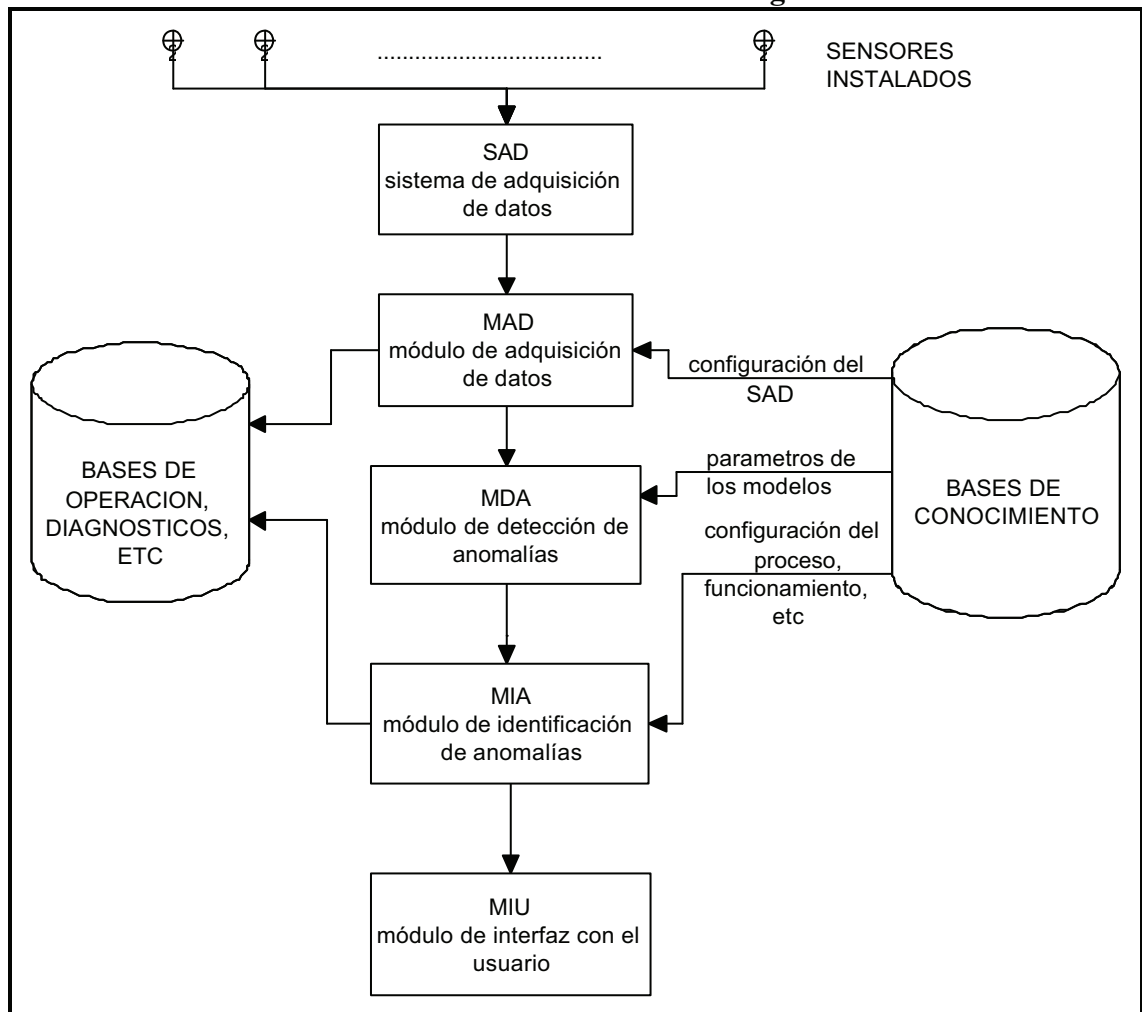 SENSORES
INSTALADOS
SAD
sistema de adquisición
de datos
MAD
módulo de adquisición
de datos
configuración del
SAD
BASES DE
OPERACION,
DIAGNOSTICOS,
ETC
MDA
módulo de detección de
anomalías
parametros de
los modelos
BASES DE
CONOCIMIENTO
configuración del
proceso,
funcionamiento,
etc
MIA
módulo de identificación
de anomalías
MIU
módulo de interfaz con el
usuario